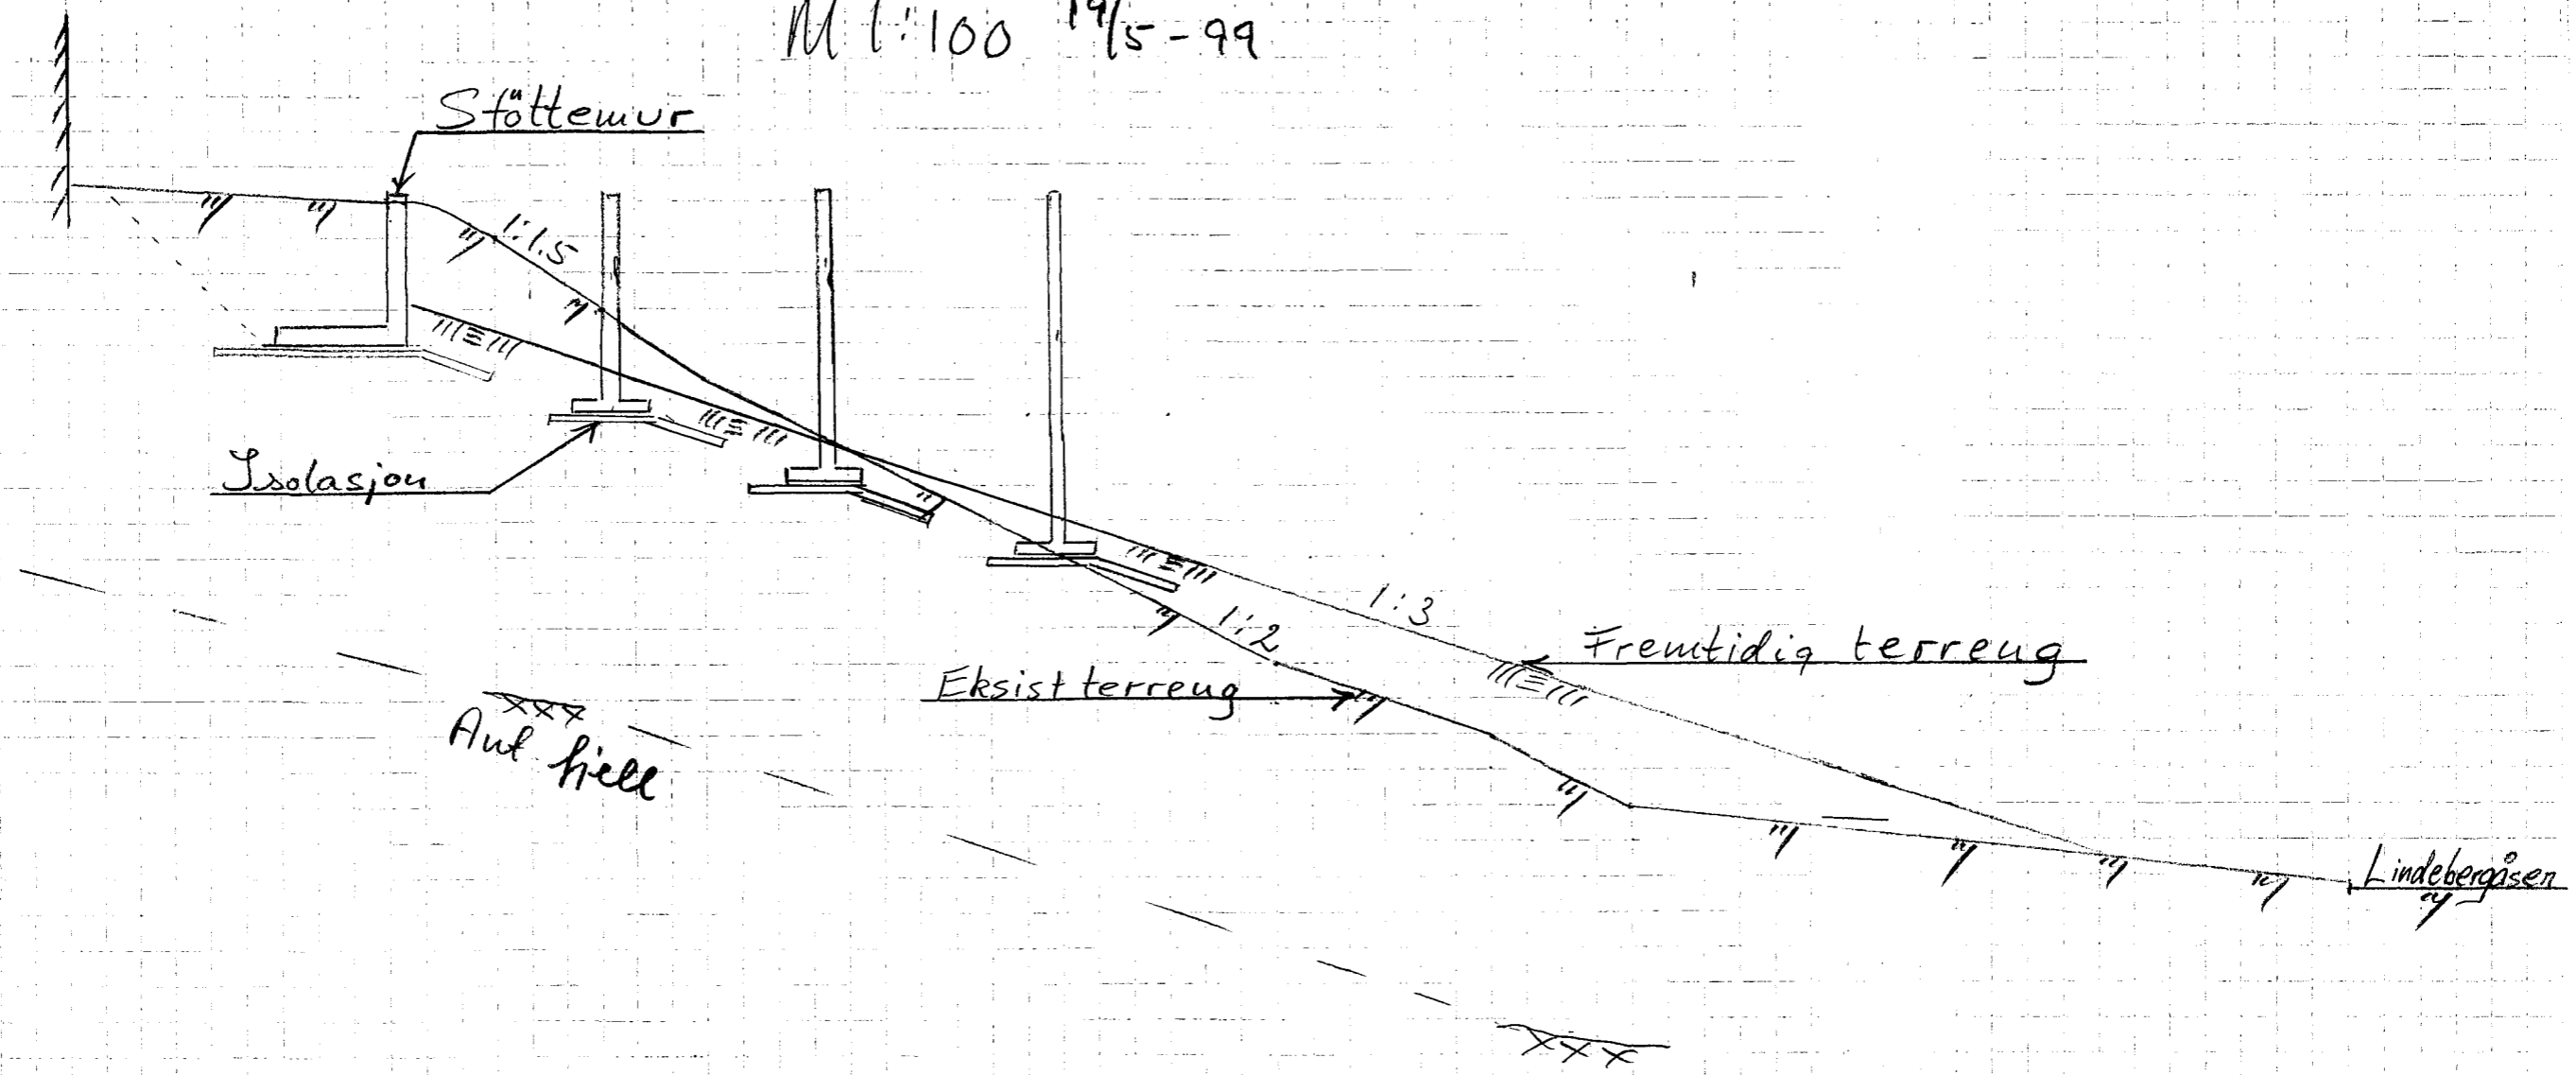 M 1:100 19/5-99
Støttemur
1:1.5
Isolasjon
1:3
1:2
Fremtidig terreng
Eksist terreng
Ant fjell
Lindebergåsen